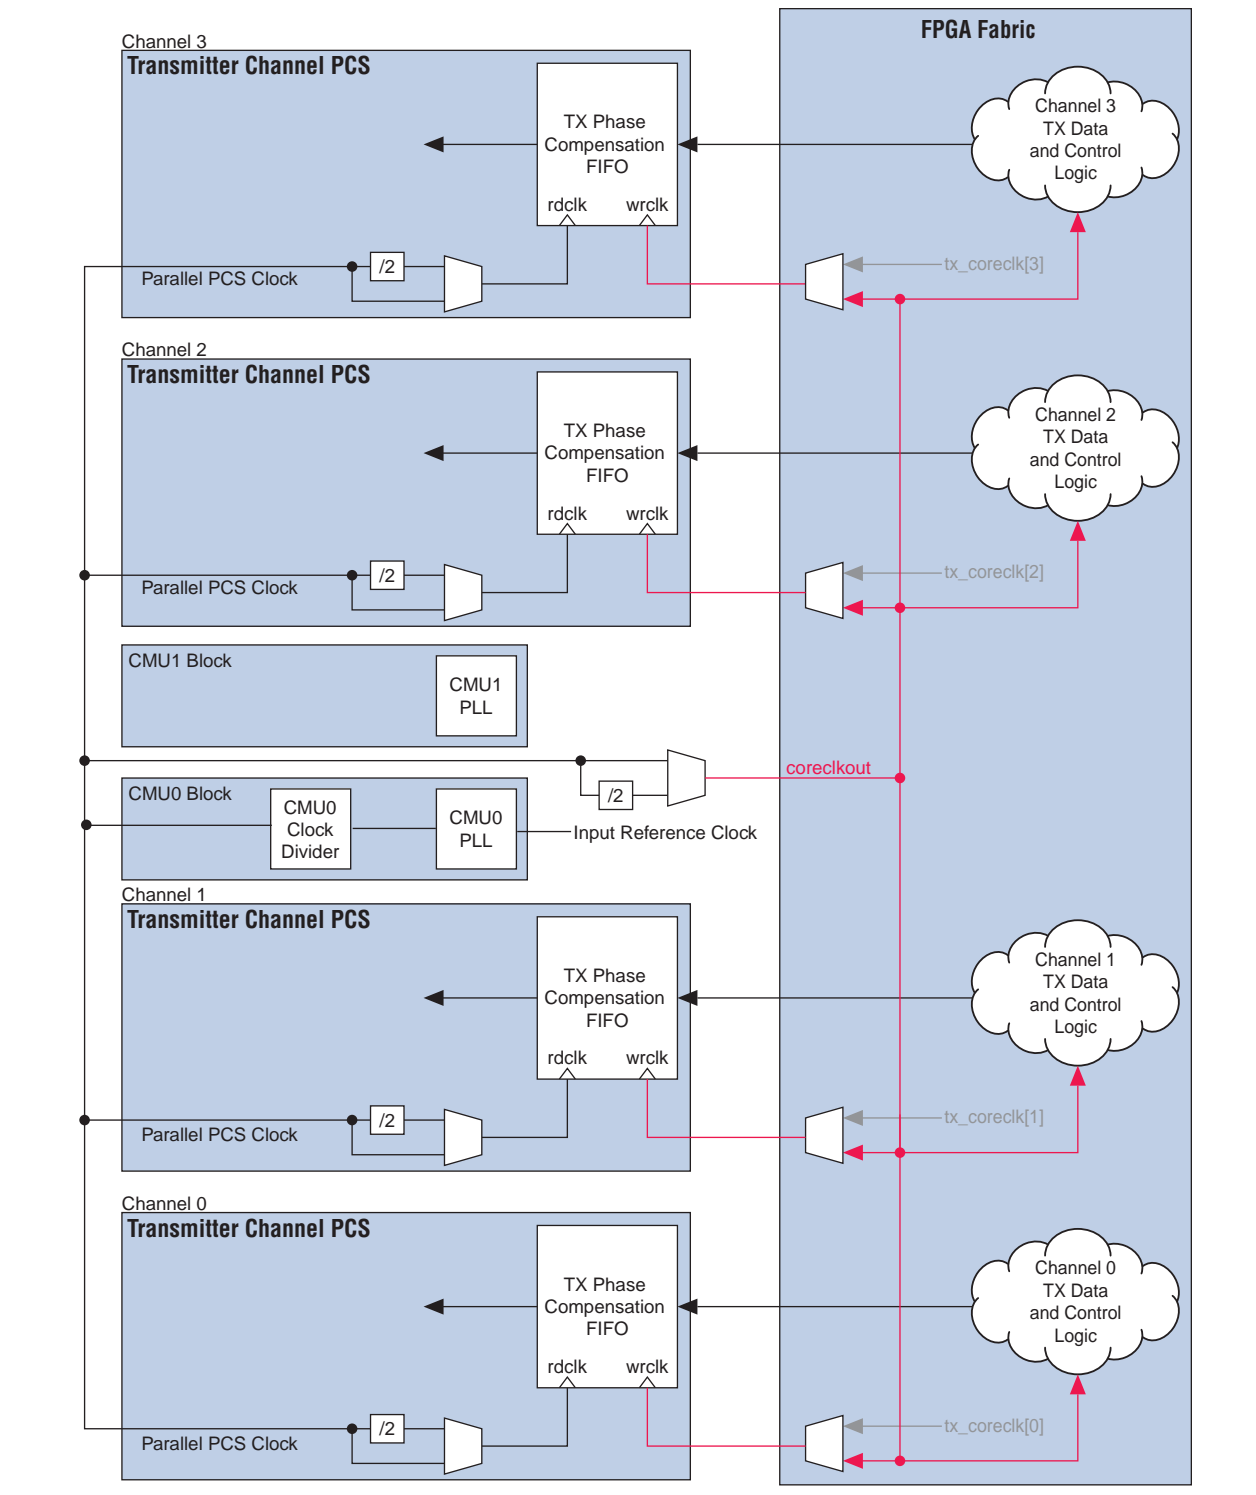 FPGA Fabric
Channel 3
Transmitter Channel PCS
TX Phase
Compensation
FIFO
rdclk
wrclk
/2
Parallel PCS Clock
Channel 3
TX Data
and Control
Logic
tx_coreclk[3]
Channel 2
Transmitter Channel PCS
TX Phase
Compensation
FIFO
rdclk
wrclk
/2
Parallel PCS Clock
Channel 2
TX Data
and Control
Logic
tx_coreclk[2]
CMU1 Block
CMU1
PLL
/2
coreclkout
CMU0 Block
CMU0
Clock
Divider
CMU0
PLL
Input Reference Clock
Channel 1
Transmitter Channel PCS
TX Phase
Compensation
FIFO
rdclk
wrclk
/2
Parallel PCS Clock
Channel 1
TX Data
and Control
Logic
tx_coreclk[1]
Channel 0
Transmitter Channel PCS
TX Phase
Compensation
FIFO
rdclk
wrclk
/2
Parallel PCS Clock
Channel 0
TX Data
and Control
Logic
tx_coreclk[0]